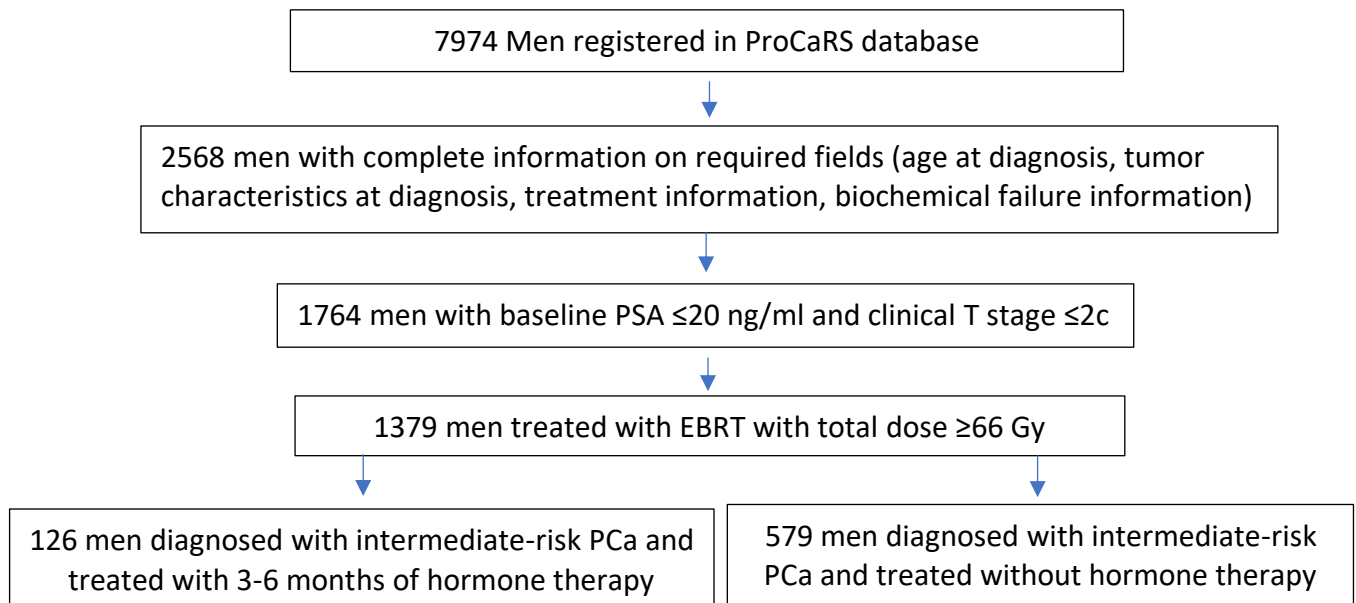 7974 Men registered in ProCaRS database
2568 men with complete information on required fields (age at diagnosis, tumor
characteristics at diagnosis, treatment information, biochemical failure information)
1764 men with baseline PSA ≤20 ng/ml and clinical T stage ≤2c
1379 men treated with EBRT with total dose ≥66 Gy
126 men diagnosed with intermediate-risk PCa and
treated with 3-6 months of hormone therapy
579 men diagnosed with intermediate-risk
PCa and treated without hormone therapy